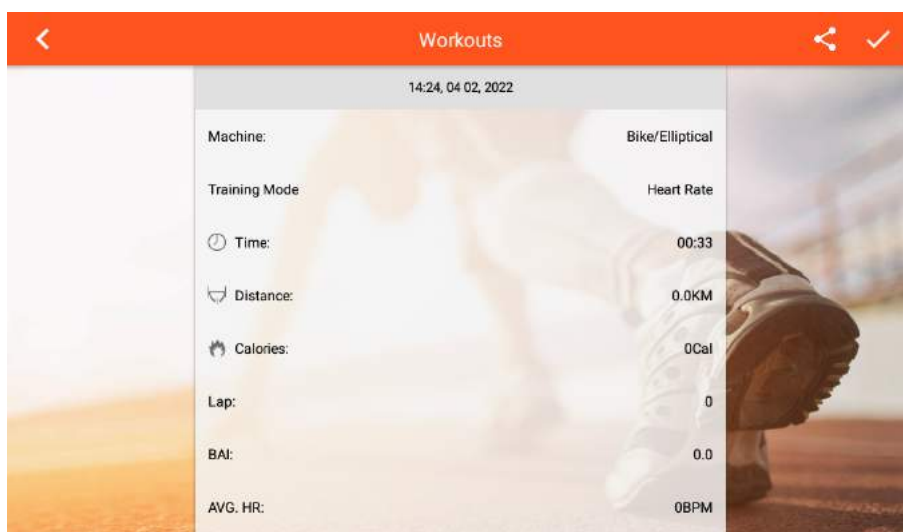 Workouts
14:24, 04 02, 2022
Machine: Bike/Elliptical
Training Mode Heart Rate
Time: 00:33
Distance: 0.0KM
Calories: 0Cal
Lap: 0
BAI: 0.0
AVG. HR: 0BPM